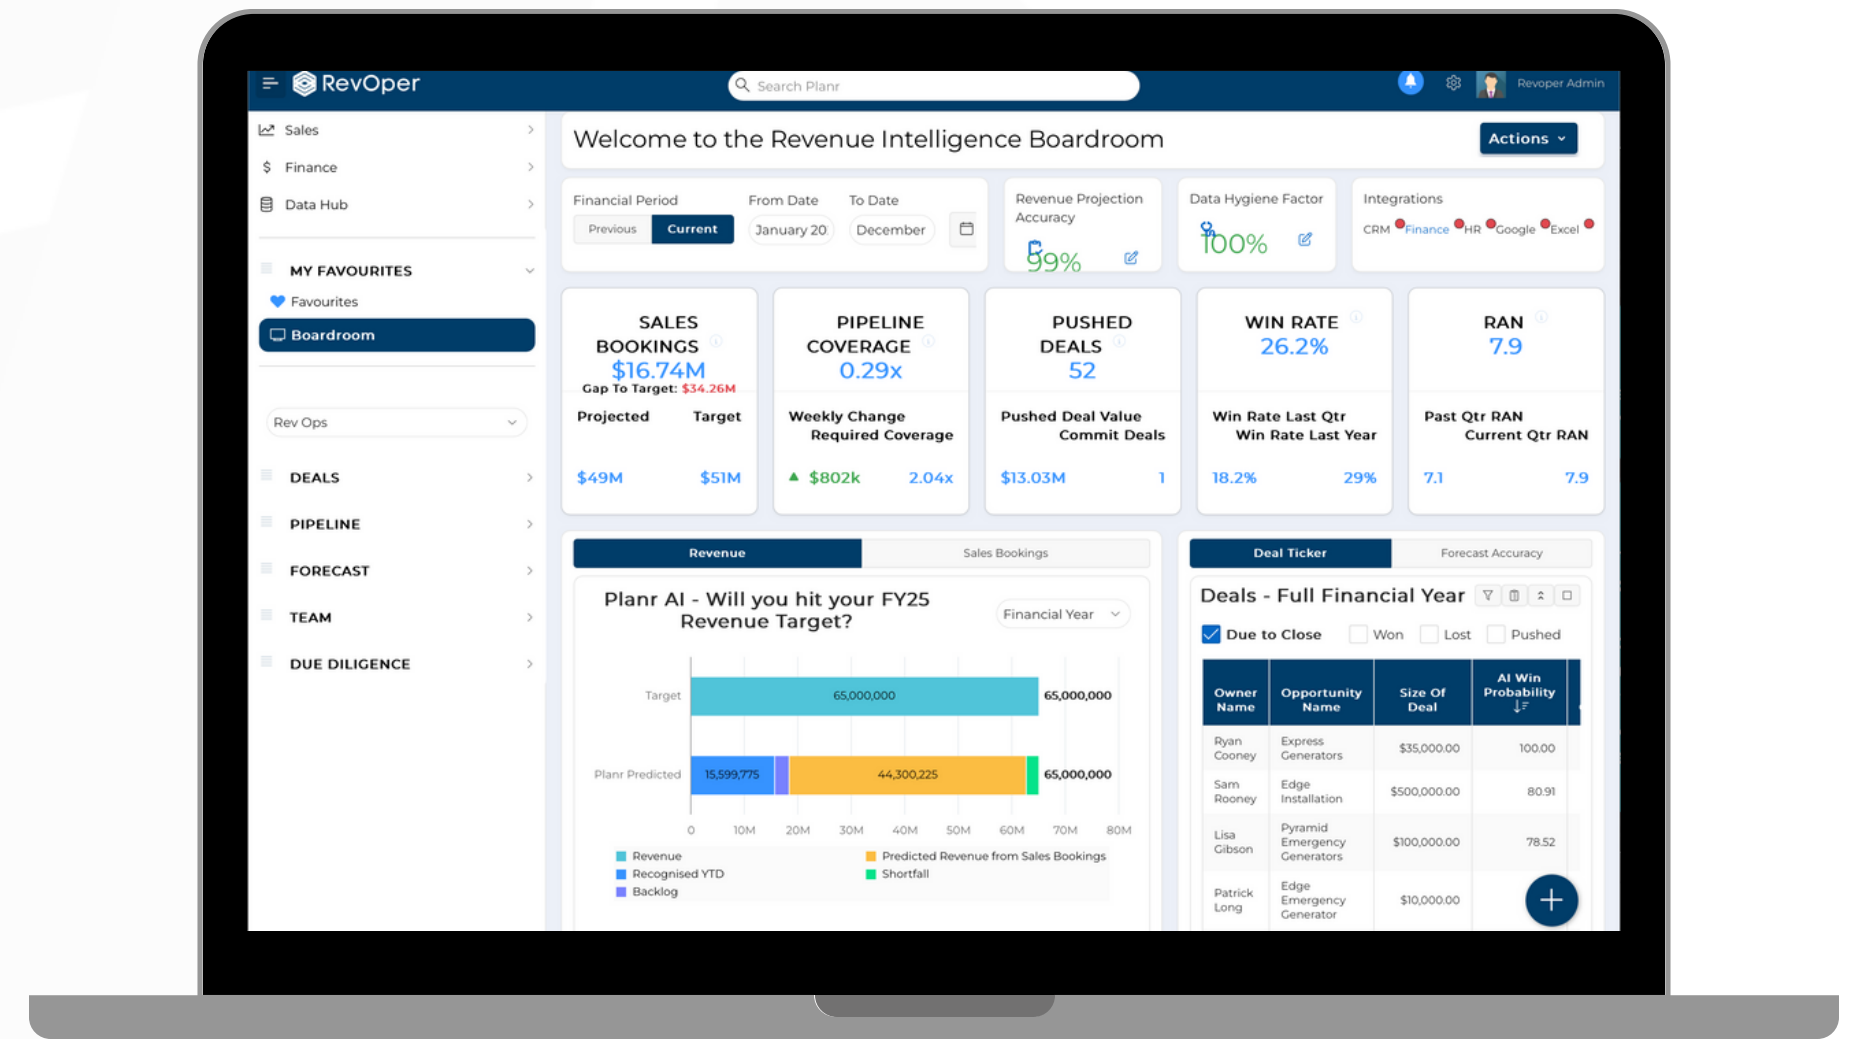 RevOper
Search Planr
Revoper Admin
Sales
Finance
Data Hub
MY FAVOURITES
Favourites
Boardroom
Rev Ops
DEALS
PIPELINE
FORECAST
TEAM
DUE DILIGENCE
Welcome to the Revenue Intelligence Boardroom
Actions
Financial Period
From Date
To Date
Previous
Current
January 20
December
Revenue Projection
Accuracy
99%
Data Hygiene Factor
100%
Integrations
CRM Finance HR Google Excel
SALES
BOOKINGS
$16.74M
Gap To Target: $34.26M
Projected
Target
$49M
$51M
PIPELINE
COVERAGE
0.29x
Weekly Change
Required Coverage
$802k
2.04x
PUSHED
DEALS
52
Pushed Deal Value
Commit Deals
$13.03M
1
WIN RATE
26.2%
Win Rate Last Qtr
Win Rate Last Year
18.2%
29%
RAN
7.9
Past Qtr RAN
Current Qtr RAN
7.1
7.9
Revenue
Sales Bookings
Planr AI - Will you hit your FY25
Revenue Target?
Financial Year
Target
65,000,000
65,000,000
Planr Predicted
15,599,775
44,300,225
65,000,000
0 10M 20M 30M 40M 50M 60M 70M 80M
Revenue
Predicted Revenue from Sales Bookings
Recognised YTD
Shortfall
Backlog
Deal Ticker
Forecast Accuracy
Deals - Full Financial Year
Due to Close
Won
Lost
Pushed
Owner
Name
Opportunity
Name
Size Of
Deal
AI Win
Probability
Ryan
Cooney
Express
Generators
$35,000.00
100.00
Sam
Rooney
Edge
Installation
$500,000.00
80.91
Lisa
Gibson
Pyramid
Emergency
Generators
$100,000.00
78.52
Patrick
Long
Edge
Emergency
Generator
$10,000.00